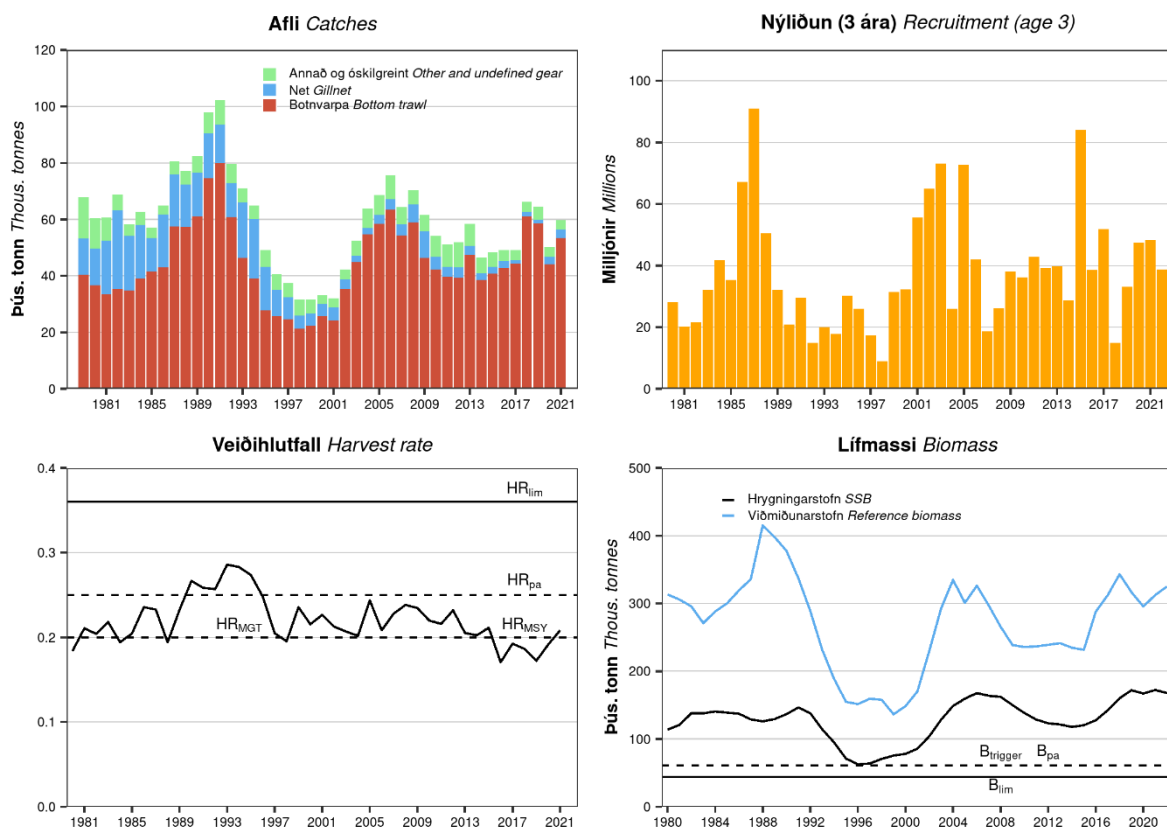 Afli Catches
Þús. tonn Thous. tonnes
120
100
80
60
40
20
0
Annað og óskilgreint Other and undefined gear
Net Gillnet
Botnvarpa Bottom trawl
1981 1985 1989 1993 1997 2001 2005 2009 2013 2017 2021
Nýliðun (3 ára) Recruitment (age 3)
Milljónir Millions
100
80
60
40
20
0
1981 1985 1989 1993 1997 2001 2005 2009 2013 2017 2021
Veiðihlutfall Harvest rate
0.4
0.3
0.2
0.1
0.0
HRlim
HRpa
HRMGT HRMSY
1981 1985 1989 1993 1997 2001 2005 2009 2013 2017 2021
Lífmassi Biomass
Þús. tonn Thous. tonnes
500
400
300
200
100
0
Hrygningarstofn SSB
Viðmiðunarstofn Reference biomass
Btrigger Bpa
Blim
1980 1984 1988 1992 1996 2000 2004 2008 2012 2016 2020